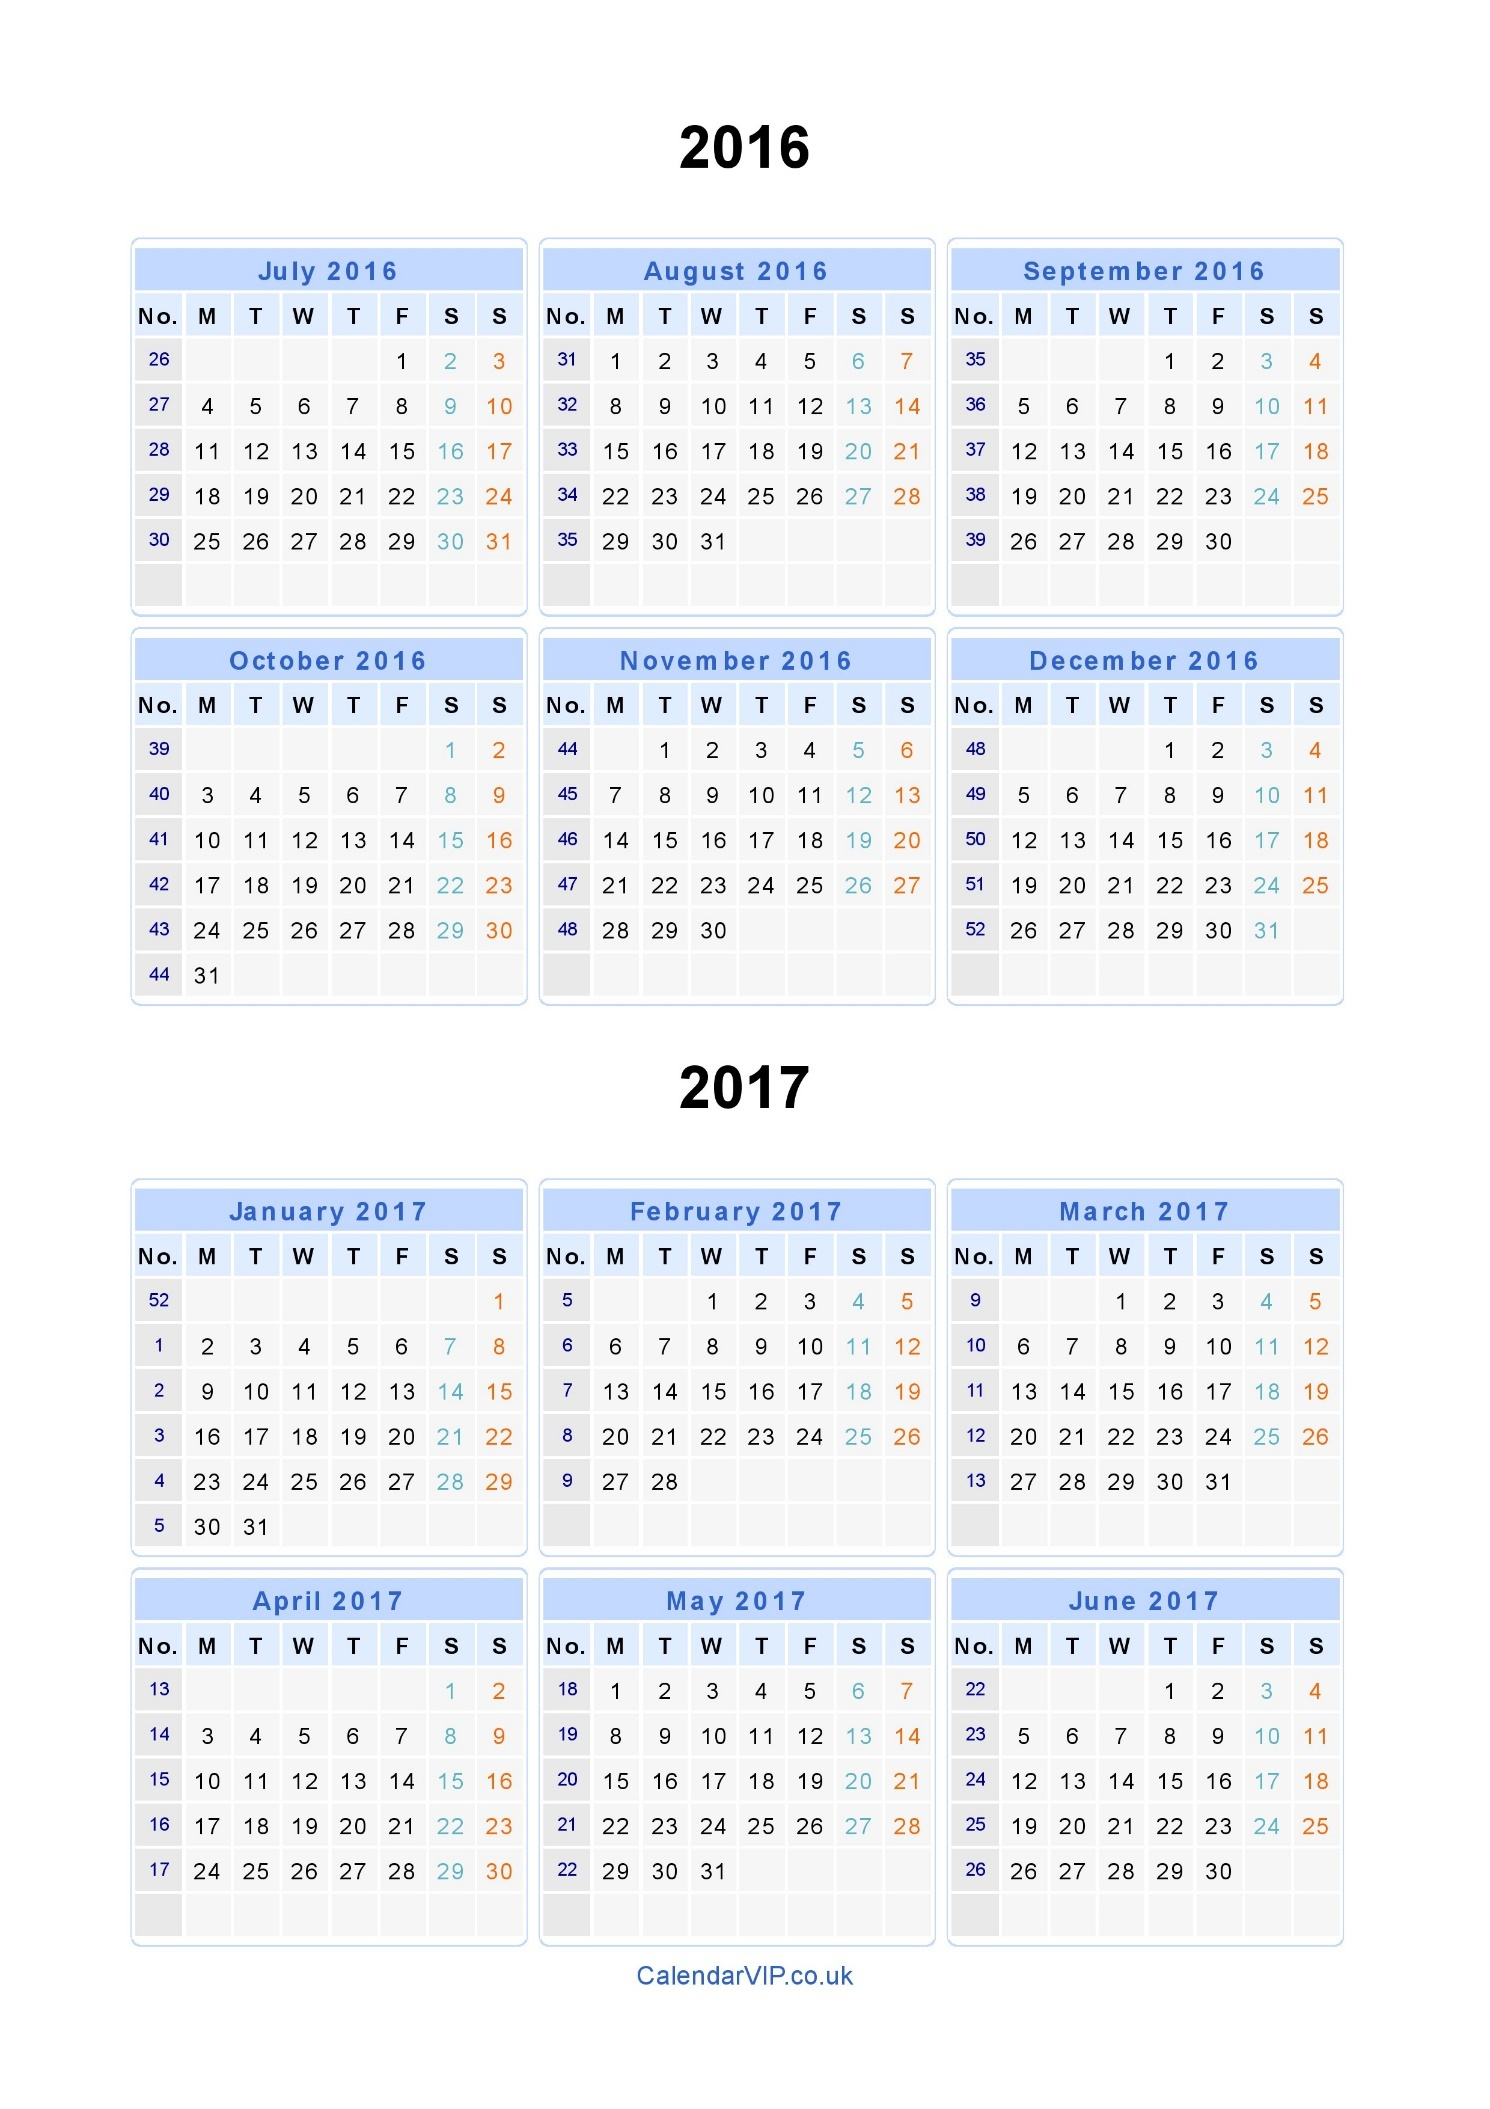 2016
July 2016
No. M T W T F S S
26 1 2 3
27 4 5 6 7 8 9 10
28 11 12 13 14 15 16 17
29 18 19 20 21 22 23 24
30 25 26 27 28 29 30 31
August 2016
No. M T W T F S S
31 1 2 3 4 5 6 7
32 8 9 10 11 12 13 14
33 15 16 17 18 19 20 21
34 22 23 24 25 26 27 28
35 29 30 31
September 2016
No. M T W T F S S
35 1 2 3 4
36 5 6 7 8 9 10 11
37 12 13 14 15 16 17 18
38 19 20 21 22 23 24 25
39 26 27 28 29 30
October 2016
No. M T W T F S S
39 1 2
40 3 4 5 6 7 8 9
41 10 11 12 13 14 15 16
42 17 18 19 20 21 22 23
43 24 25 26 27 28 29 30
44 31
November 2016
No. M T W T F S S
44 1 2 3 4 5 6
45 7 8 9 10 11 12 13
46 14 15 16 17 18 19 20
47 21 22 23 24 25 26 27
48 28 29 30
December 2016
No. M T W T F S S
48 1 2 3 4
49 5 6 7 8 9 10 11
50 12 13 14 15 16 17 18
51 19 20 21 22 23 24 25
52 26 27 28 29 30 31
2017
January 2017
No. M T W T F S S
52 1
1 2 3 4 5 6 7 8
2 9 10 11 12 13 14 15
3 16 17 18 19 20 21 22
4 23 24 25 26 27 28 29
5 30 31
February 2017
No. M T W T F S S
5 1 2 3 4 5
6 6 7 8 9 10 11 12
7 13 14 15 16 17 18 19
8 20 21 22 23 24 25 26
9 27 28
March 2017
No. M T W T F S S
9 1 2 3 4 5
10 6 7 8 9 10 11 12
11 13 14 15 16 17 18 19
12 20 21 22 23 24 25 26
13 27 28 29 30 31
April 2017
No. M T W T F S S
13 1 2
14 3 4 5 6 7 8 9
15 10 11 12 13 14 15 16
16 17 18 19 20 21 22 23
17 24 25 26 27 28 29 30
May 2017
No. M T W T F S S
18 1 2 3 4 5 6 7
19 8 9 10 11 12 13 14
20 15 16 17 18 19 20 21
21 22 23 24 25 26 27 28
22 29 30 31
June 2017
No. M T W T F S S
22 1 2 3 4
23 5 6 7 8 9 10 11
24 12 13 14 15 16 17 18
25 19 20 21 22 23 24 25
26 26 27 28 29 30
CalendarVIP.co.uk